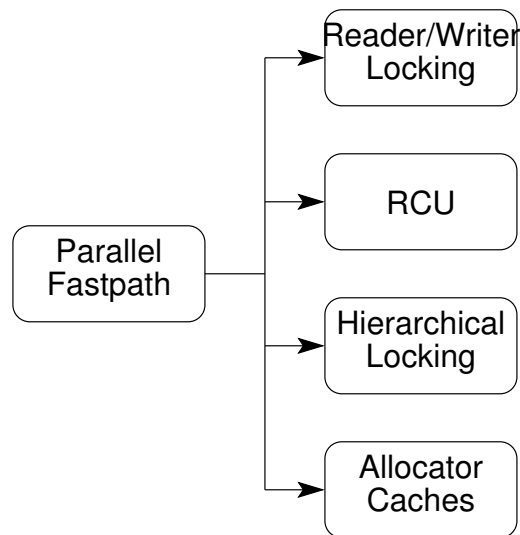 Reader/Writer
Locking
RCU
Parallel
Fastpath
Hierarchical
Locking
Allocator
Caches